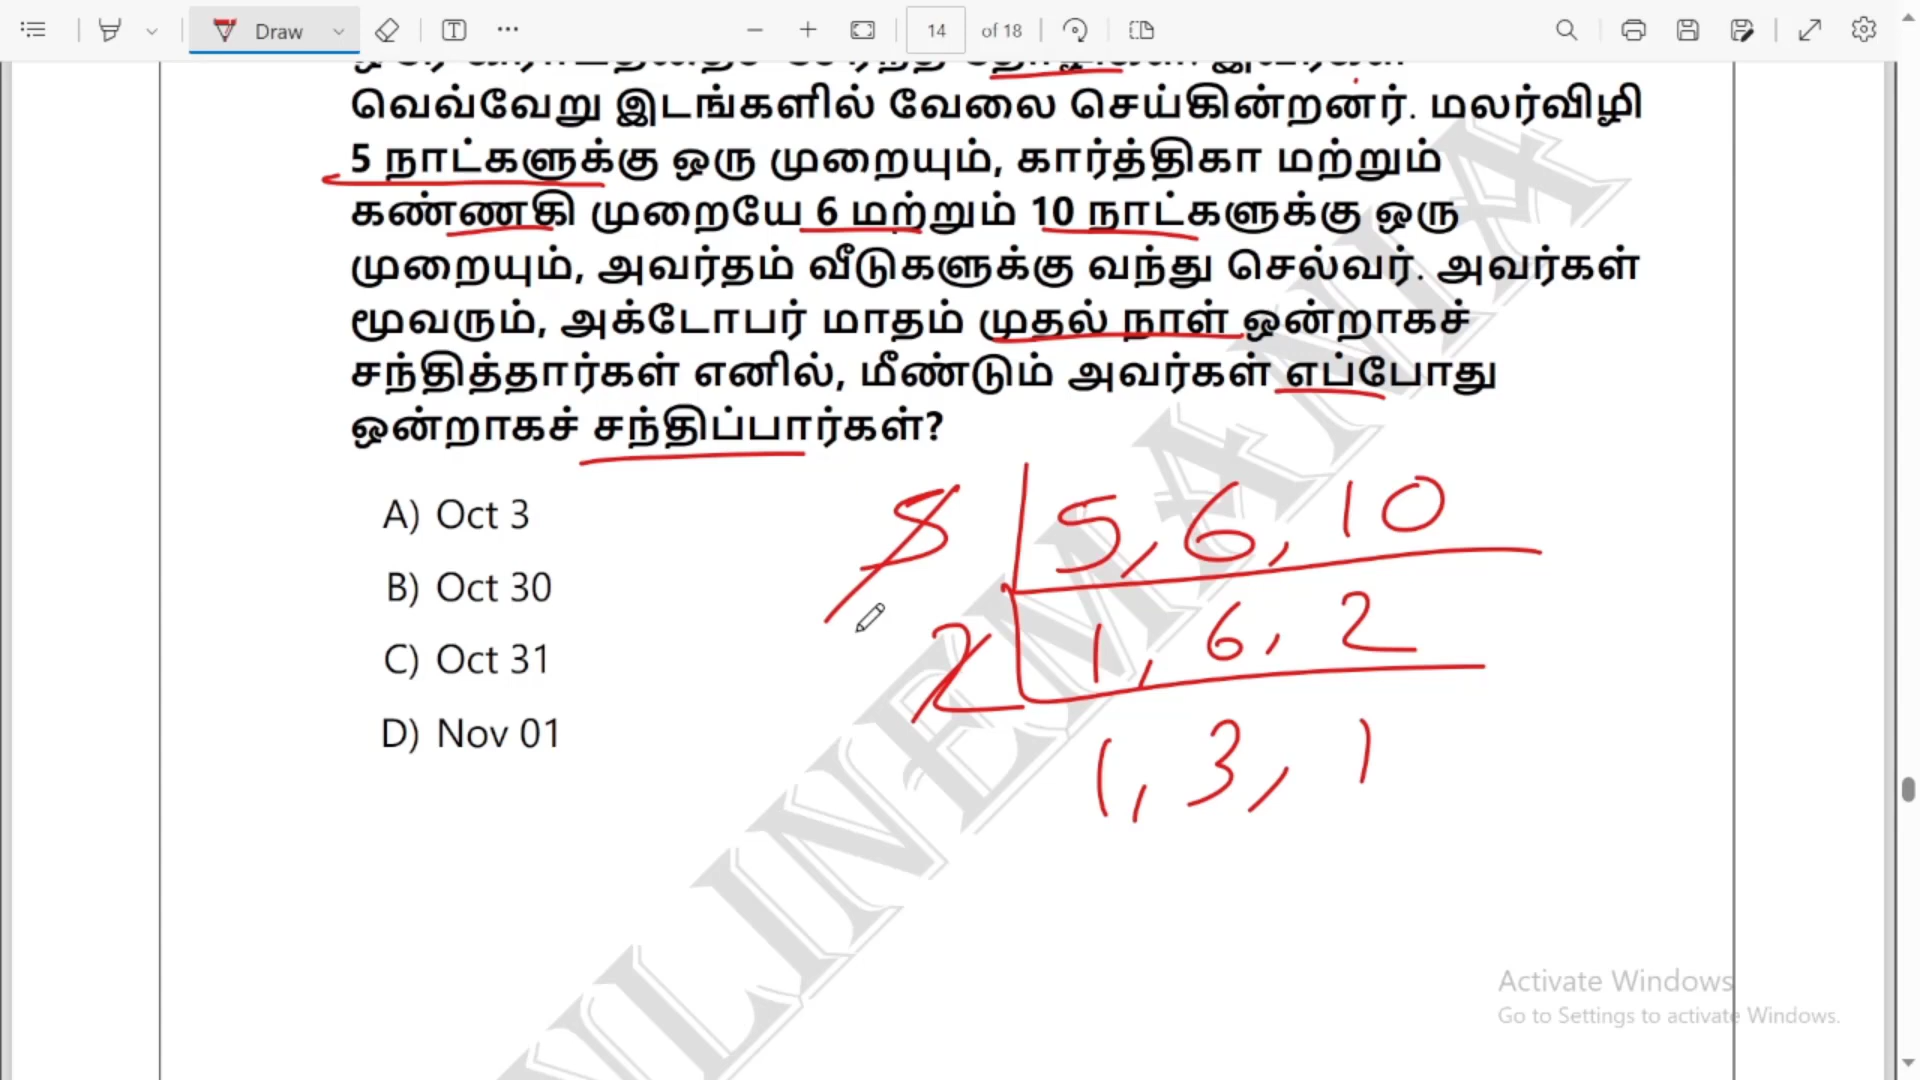 Draw
14 of 18
வெவ்வேறு இடங்களில் வேலை செய்கின்றனர். மலர்விழி
5 நாட்களுக்கு ஒரு முறையும், கார்த்திகா மற்றும்
கண்ணகி முறையே 6 மற்றும் 10 நாட்களுக்கு ஒரு
முறையும், அவர்தம் வீடுகளுக்கு வந்து செல்வர். அவர்கள்
மூவரும், அக்டோபர் மாதம் முதல் நாள் ஒன்றாகச்
சந்தித்தார்கள் எனில், மீண்டும் அவர்கள் எப்போது
ஒன்றாகச் சந்திப்பார்கள்?
A) Oct 3
B) Oct 30
C) Oct 31
D) Nov 01
5 5, 6, 10
2 1, 6, 2
1, 3, 1
Activate Windows
Go to Settings to activate Windows.